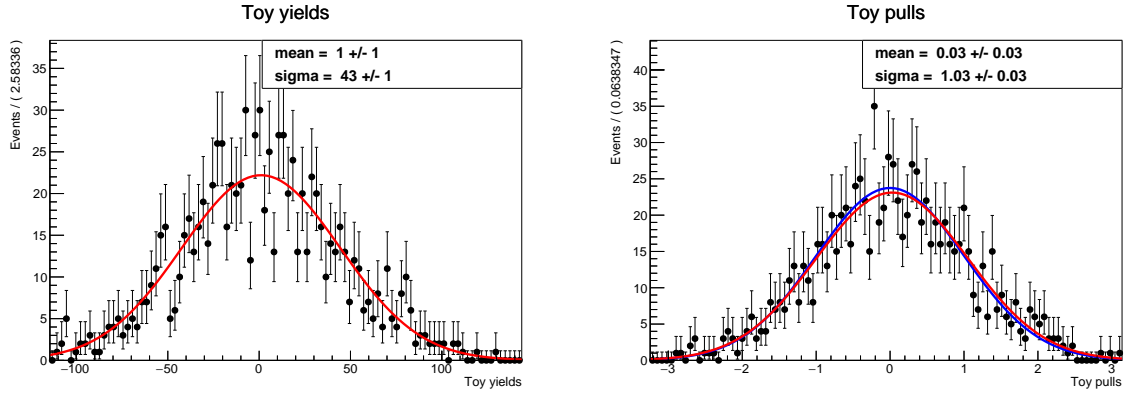 Toy yields
Events / ( 2.58336 )
mean = 1 +/- 1
sigma = 43 +/- 1
35
30
25
20
15
10
5
0
−100
−50
0
50
100
Toy yields
Toy pulls
Events / ( 0.0638347 )
mean = 0.03 +/- 0.03
sigma = 1.03 +/- 0.03
40
35
30
25
20
15
10
5
0
−3
−2
−1
0
1
2
3
Toy pulls